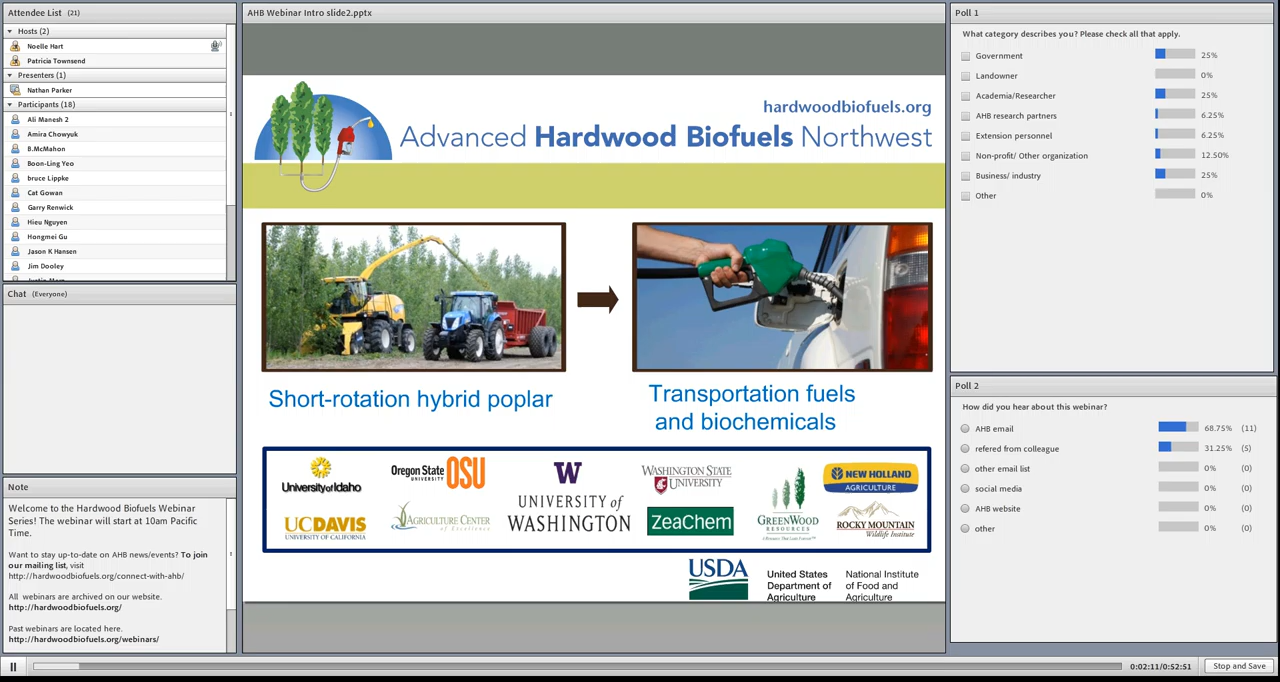 Attendee List (21)
Hosts (2)
Noelle Hart
Patricia Townsend
Presenters (1)
Nathan Parker
Participants (18)
Ali Manesh 2
Amira Chowyuk
B.McMahon
Boon-Ling Yeo
bruce Lippke
Cat Gowan
Garry Renwick
Hieu Nguyen
Hongmei Gu
Jason K Hansen
Jim Dooley
Chat (Everyone)
Note
Welcome to the Hardwood Biofuels Webinar
Series! The webinar will start at 10am Pacific
Time.
Want to stay up-to-date on AHB news/events? To join
our mailing list, visit
http://hardwoodbiofuels.org/connect-with-ahb/
All webinars are archived on our website.
http://hardwoodbiofuels.org/
Past webinars are located here.
http://hardwoodbiofuels.org/webinars/
AHB Webinar Intro slide2.pptx
hardwoodbiofuels.org
Advanced Hardwood Biofuels Northwest
Short-rotation hybrid poplar
Transportation fuels
and biochemicals
University of Idaho
Oregon State
UNIVERSITY
OSU
W
UNIVERSITY of
WASHINGTON
WASHINGTON STATE
UNIVERSITY
NEW HOLLAND
AGRICULTURE
UCDAVIS
UNIVERSITY OF CALIFORNIA
AGRICULTURE CENTER
of Excellence
ZeaChem
GREENWOOD
RESOURCES
ROCKY MOUNTAIN
Wildlife Institute
USDA
United States
Department of
Agriculture
National Institute
of Food and
Agriculture
Poll 1
What category describes you? Please check all that apply.
Government 25%
Landowner 0%
Academia/Researcher 25%
AHB research partners 6.25%
Extension personnel 6.25%
Non-profit/ Other organization 12.50%
Business/ industry 25%
Other 0%
Poll 2
How did you hear about this webinar?
AHB email 68.75% (11)
refered from colleague 31.25% (5)
other email list 0% (0)
social media 0% (0)
AHB website 0% (0)
other 0% (0)
0:02:11/0:52:51
Stop and Save